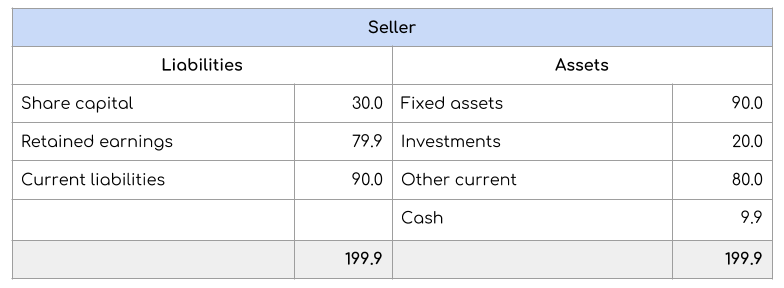 Seller
Liabilities Assets
Share capital 30.0 Fixed assets 90.0
Retained earnings 79.9 Investments 20.0
Current liabilities 90.0 Other current 80.0
Cash 9.9
199.9 199.9